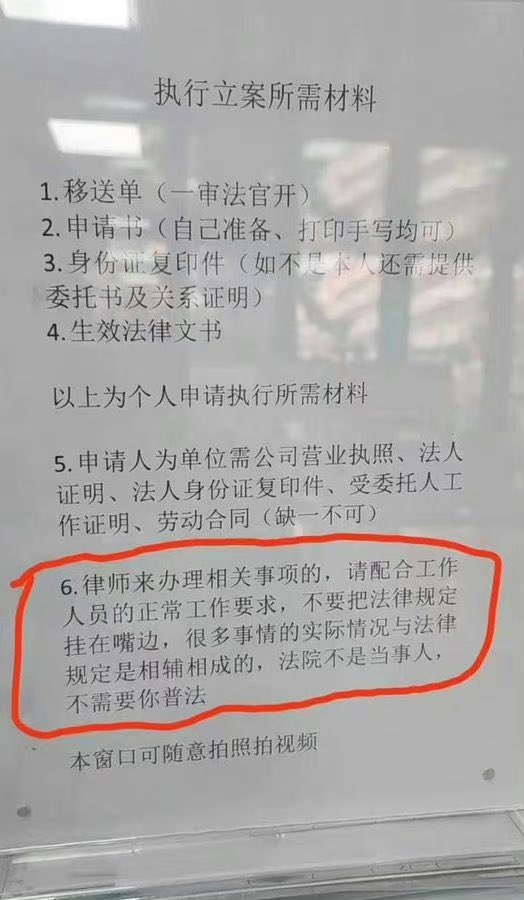 执行立案所需材料
1.移送单（一审法官开）
2.申请书（自己准备、打印手写均可）
3.身份证复印件（如不是本人还需提供
委托书及关系证明）
4.生效法律文书
以上为个人申请执行所需材料
5.申请人为单位需公司营业执照、法人
证明、法人身份证复印件、受委托人工
作证明、劳动合同（缺一不可）
6.律师来办理相关事项的，请配合工作
人员的正常工作要求，不要把法律规定
挂在嘴边，很多事情的实际情况与法律
规定是相辅相成的，法院不是当事人，
不需要你普法
本窗口可随意拍照拍视频